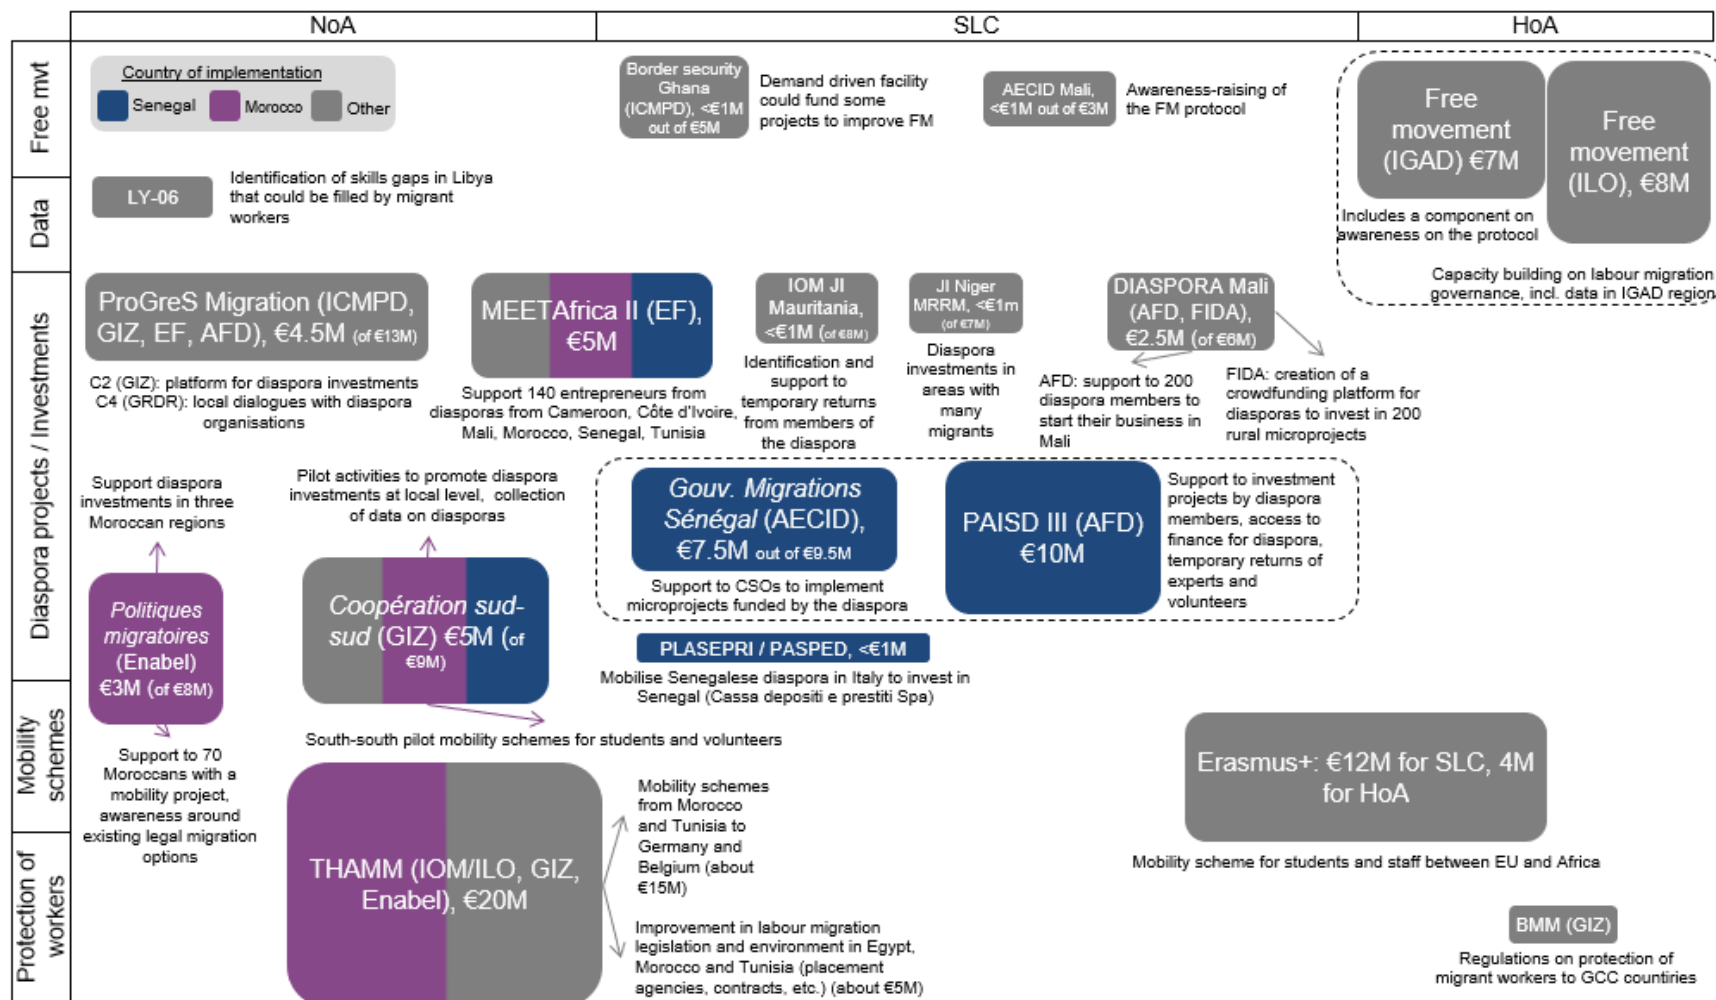 NoA
SLC
HoA
Free mvt
Country of implementation
Senegal
Morocco
Other
Border security
Ghana
(ICMPD), <€1M
out of €5M
Demand driven facility
could fund some
projects to improve FM
AECID Mali,
<€1M out of €3M
Awareness-raising of
the FM protocol
Free
movement
(IGAD) €7M
Free
movement
(ILO), €8M
Includes a component on
awareness on the protocol
Capacity building on labour migration
governance, incl. data in IGAD region
Data
LY-06
Identification of skills gaps in Libya
that could be filled by migrant
workers
Diaspora projects / Investments
ProGreS Migration (ICMPD,
GIZ, EF, AFD), €4.5M (of €13M)
C2 (GIZ): platform for diaspora investments
C4 (GRDR): local dialogues with diaspora
organisations
MEETAfrica II (EF),
€5M
Support 140 entrepreneurs from
diasporas from Cameroon, Côte d'Ivoire,
Mali, Morocco, Senegal, Tunisia
IOM JI
Mauritania,
<€1M (of €8M)
Identification and
support to
temporary returns
from members of
the diaspora
JI Niger
MRRM, <€1m
(of €7M)
Diaspora
investments in
areas with
many
migrants
DIASPORA Mali
(AFD, FIDA),
€2.5M (of €6M)
AFD: support to 200
diaspora members to
start their business in
Mali
FIDA: creation of a
crowdfunding platform for
diasporas to invest in 200
rural microprojects
Support diaspora
investments in three
Moroccan regions
Politiques
migratoires
(Enabel)
€3M (of €8M)
Pilot activities to promote diaspora
investments at local level, collection
of data on diasporas
Coopération sud-
sud (GIZ) €5M (of
€9M)
Gouv. Migrations
Sénégal (AECID),
€7.5M out of €9.5M
Support to CSOs to implement
microprojects funded by the diaspora
PAISD III (AFD)
€10M
Support to investment
projects by diaspora
members, access to
finance for diaspora,
temporary returns of
experts and
volunteers
PLASEPRI / PASPED, <€1M
Mobilise Senegalese diaspora in Italy to invest in
Senegal (Cassa depositi e prestiti Spa)
Mobility
schemes
Support to 70
Moroccans with a
mobility project,
awareness around
existing legal migration
options
South-south pilot mobility schemes for students and volunteers
THAMM (IOM/ILO, GIZ,
Enabel), €20M
Mobility schemes
from Morocco
and Tunisia to
Germany and
Belgium (about
€15M)
Improvement in labour migration
legislation and environment in Egypt,
Morocco and Tunisia (placement
agencies, contracts, etc.) (about €5M)
Erasmus+: €12M for SLC, 4M
for HoA
Mobility scheme for students and staff between EU and Africa
Protection of
workers
BMM (GIZ)
Regulations on protection of
migrant workers to GCC countries